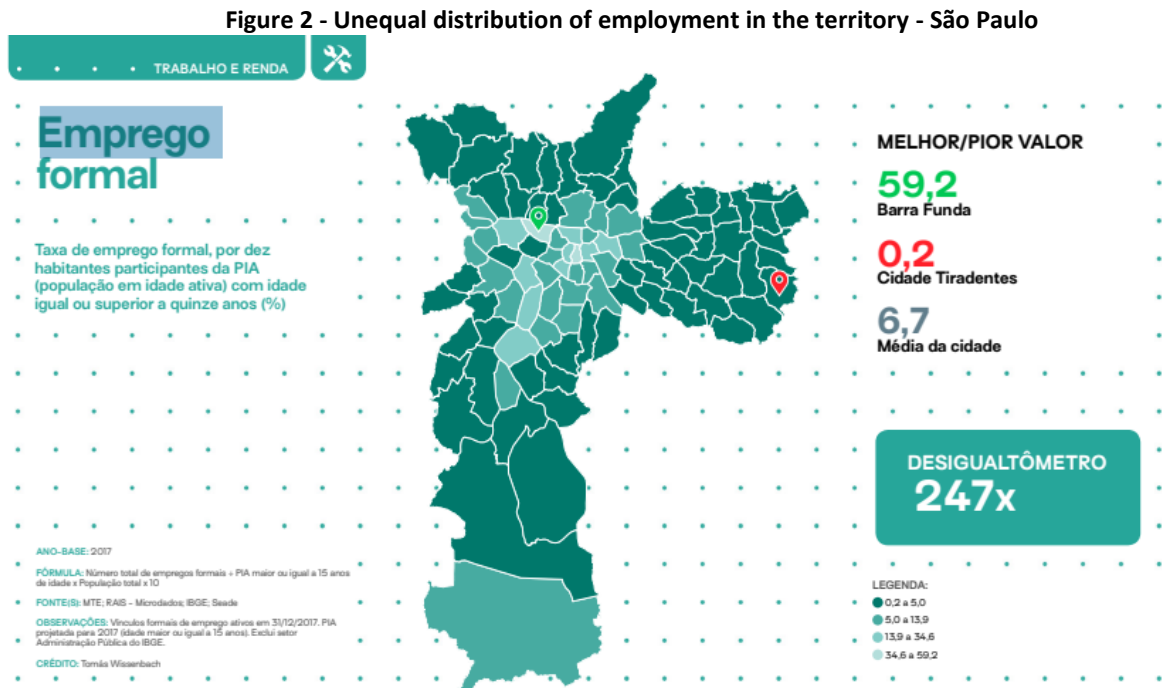 Figure 2 - Unequal distribution of employment in the territory - São Paulo
TRABALHO E RENDA
Emprego
formal
Taxa de emprego formal, por dez
habitantes participantes da PIA
(população em idade ativa) com idade
igual ou superior a quinze anos (%)
ANO-BASE: 2017
FÓRMULA: Número total de empregos formais ÷ PIA maior ou igual a 15 anos
de idade x População total x 10
FONTE(S): MTE; RAIS – Microdados; IBGE; Seade
OBSERVAÇÕES: Vínculos formais de emprego ativos em 31/12/2017. PIA
projetada para 2017 (idade maior ou igual a 15 anos). Exclui setor
Administração Pública do IBGE.
CRÉDITO: Tomás Wissenbach
MELHOR/PIOR VALOR
59,2
Barra Funda
0,2
Cidade Tiradentes
6,7
Média da cidade
DESIGUALTÔMETRO
247x
LEGENDA:
0,2 a 5,0
5,0 a 13,9
13,9 a 34,6
34,6 a 59,2